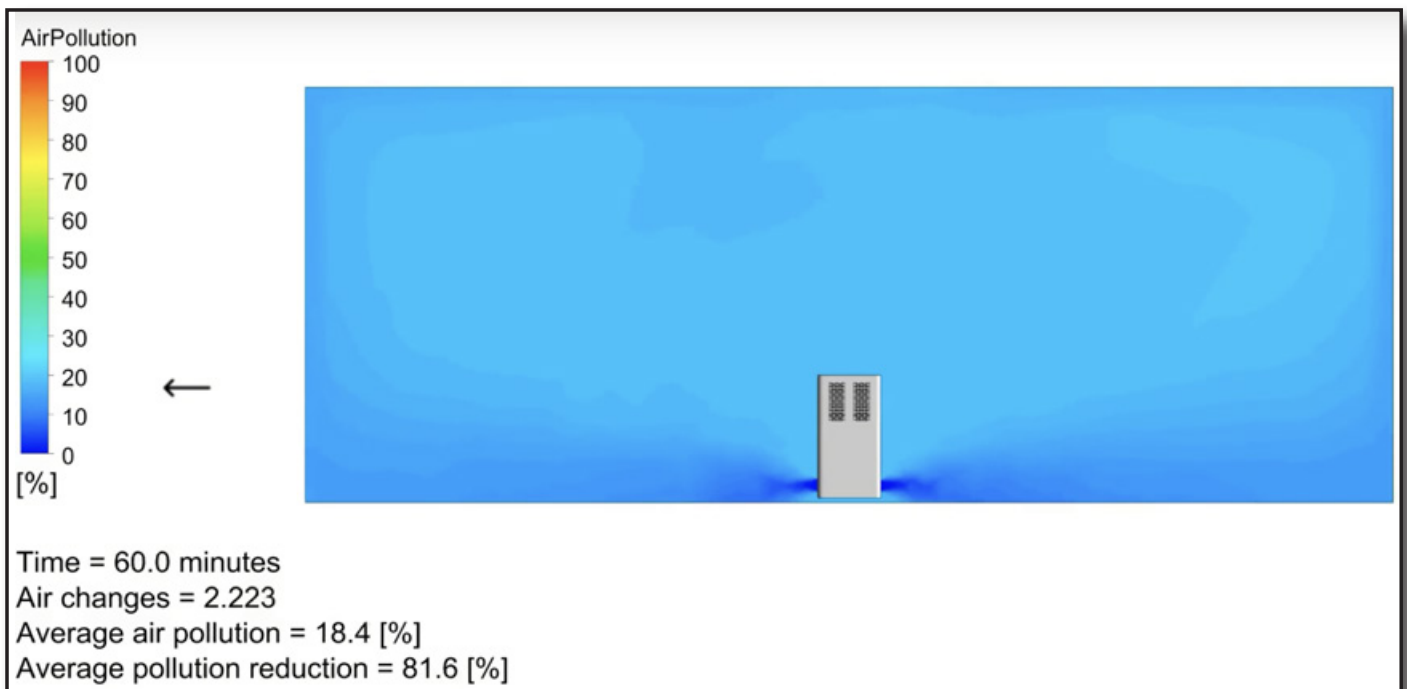 AirPollution
100
90
80
70
60
50
40
30
20
10
0
[%]
Time = 60.0 minutes
Air changes = 2.223
Average air pollution = 18.4 [%]
Average pollution reduction = 81.6 [%]